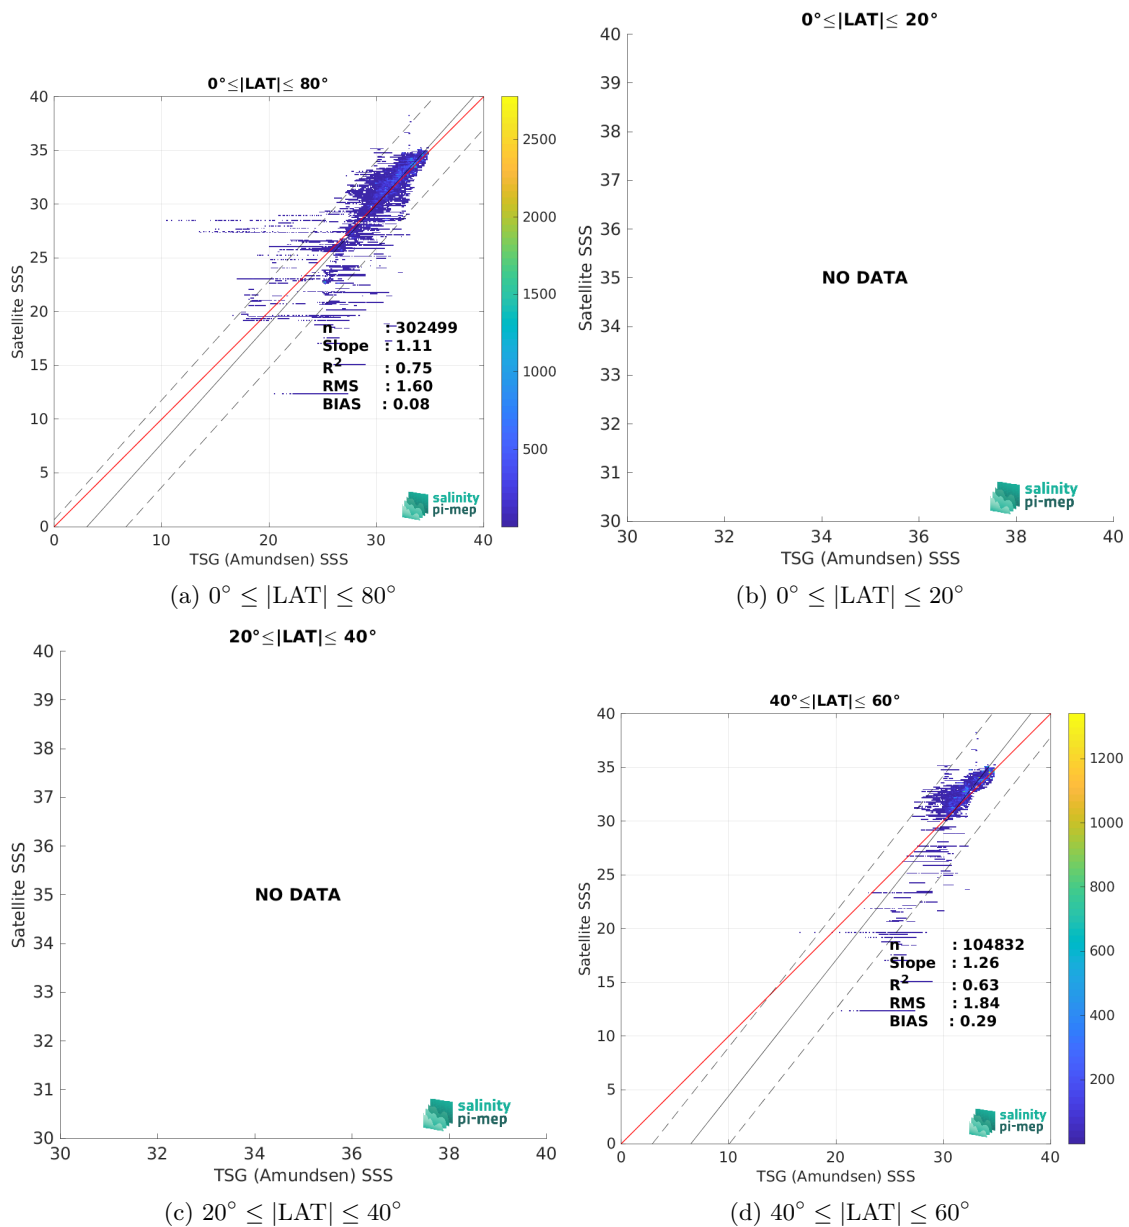 0°≤|LAT|≤ 80°
40
35
30
25
20
15
10
5
0
Satellite SSS
0
10
20
30
40
TSG (Amundsen) SSS
n : 302499
Slope : 1.11
R² : 0.75
RMS : 1.60
BIAS : 0.08
salinity
pi-mep
2500
2000
1500
1000
500
(a) 0° ≤ |LAT| ≤ 80°
0°≤|LAT|≤ 20°
40
39
38
37
36
35
34
33
32
31
30
Satellite SSS
NO DATA
30
32
34
36
38
40
TSG (Amundsen) SSS
salinity
pi-mep
(b) 0° ≤ |LAT| ≤ 20°
20°≤|LAT|≤ 40°
40
39
38
37
36
35
34
33
32
31
30
Satellite SSS
NO DATA
30
32
34
36
38
40
TSG (Amundsen) SSS
salinity
pi-mep
(c) 20° ≤ |LAT| ≤ 40°
40°≤|LAT|≤ 60°
40
35
30
25
20
15
10
5
0
Satellite SSS
0
10
20
30
40
TSG (Amundsen) SSS
n : 104832
Slope : 1.26
R² : 0.63
RMS : 1.84
BIAS : 0.29
salinity
pi-mep
1200
1000
800
600
400
200
(d) 40° ≤ |LAT| ≤ 60°